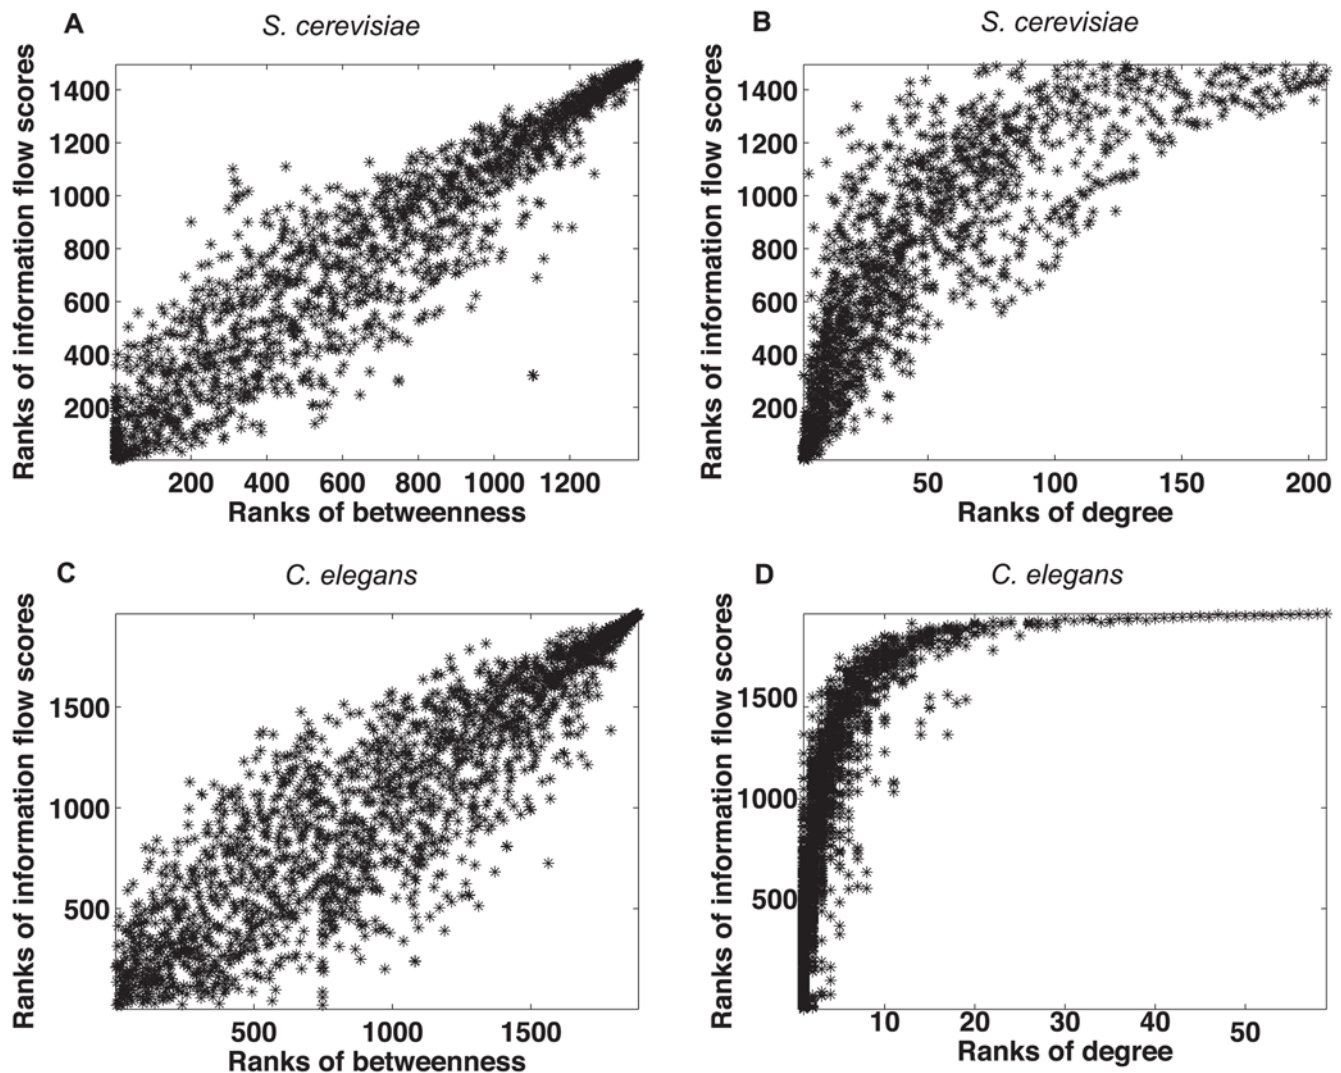 A
S. cerevisiae
Ranks of information flow scores
1400
1200
1000
800
600
400
200
200 400 600 800 1000 1200
Ranks of betweenness
B
S. cerevisiae
Ranks of information flow scores
1400
1200
1000
800
600
400
200
50 100 150 200
Ranks of degree
C
C. elegans
Ranks of information flow scores
1500
1000
500
500 1000 1500
Ranks of betweenness
D
C. elegans
Ranks of information flow scores
1500
1000
500
10 20 30 40 50
Ranks of degree